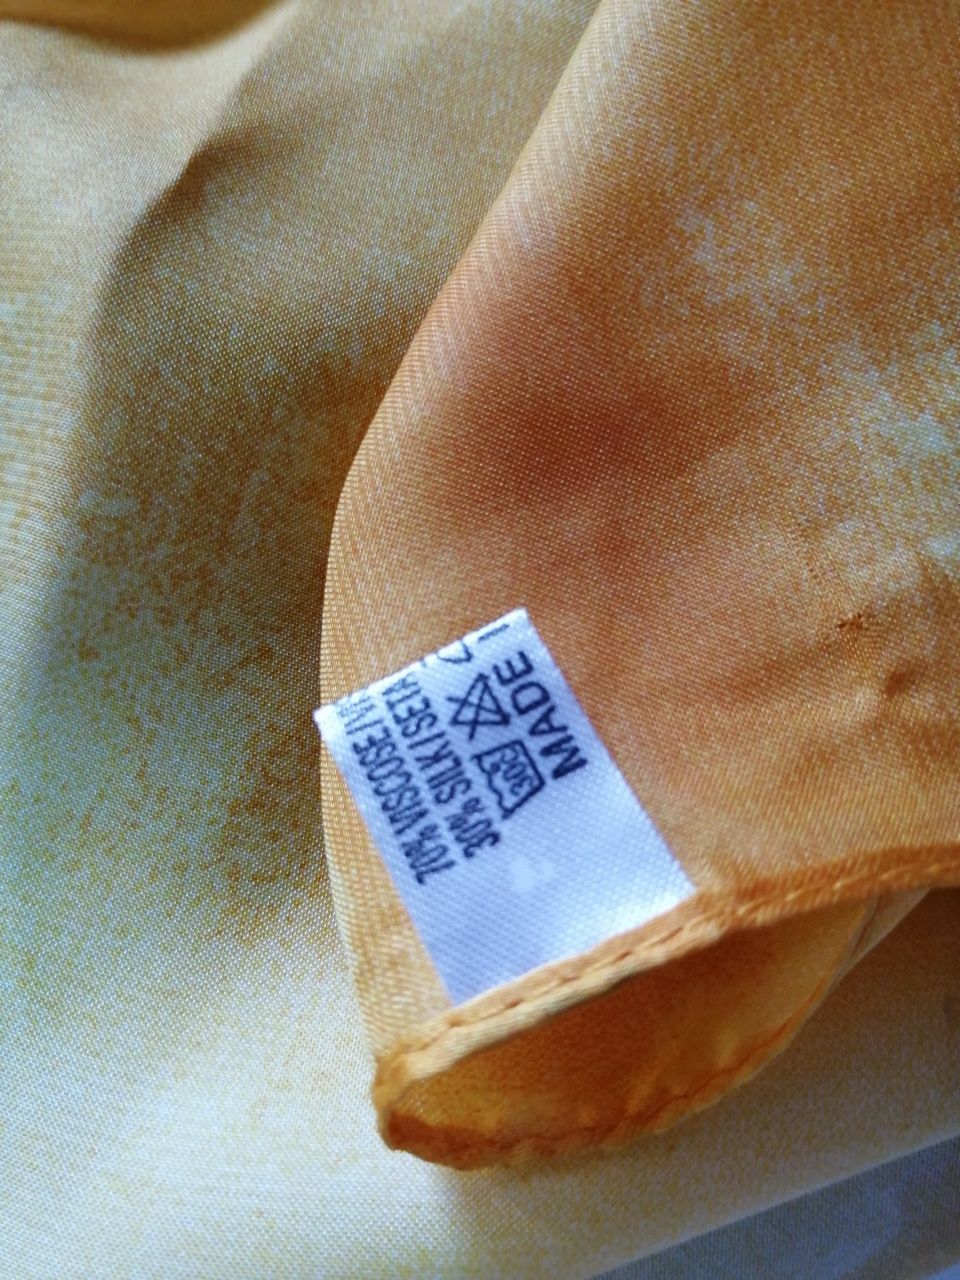 70% VISCOSE / VI
30% SILK / SETA
30°
MADE I